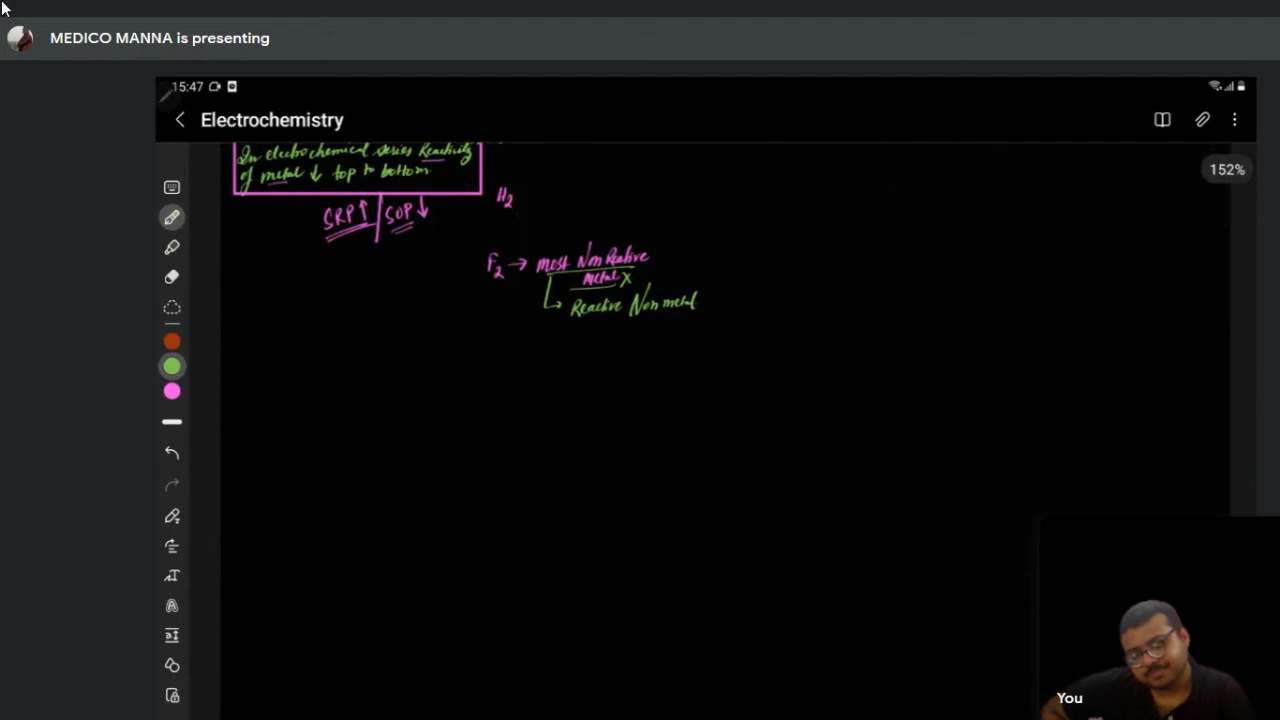 MEDICO MANNA is presenting
15:47
Electrochemistry
152%
In electrochemical series Reactivity
of metal ↓ top to bottom.
SRP↑ | SOP↓
H₂
F₂ → most Non Reactive
Metal X
↳ Reactive Non metal
You